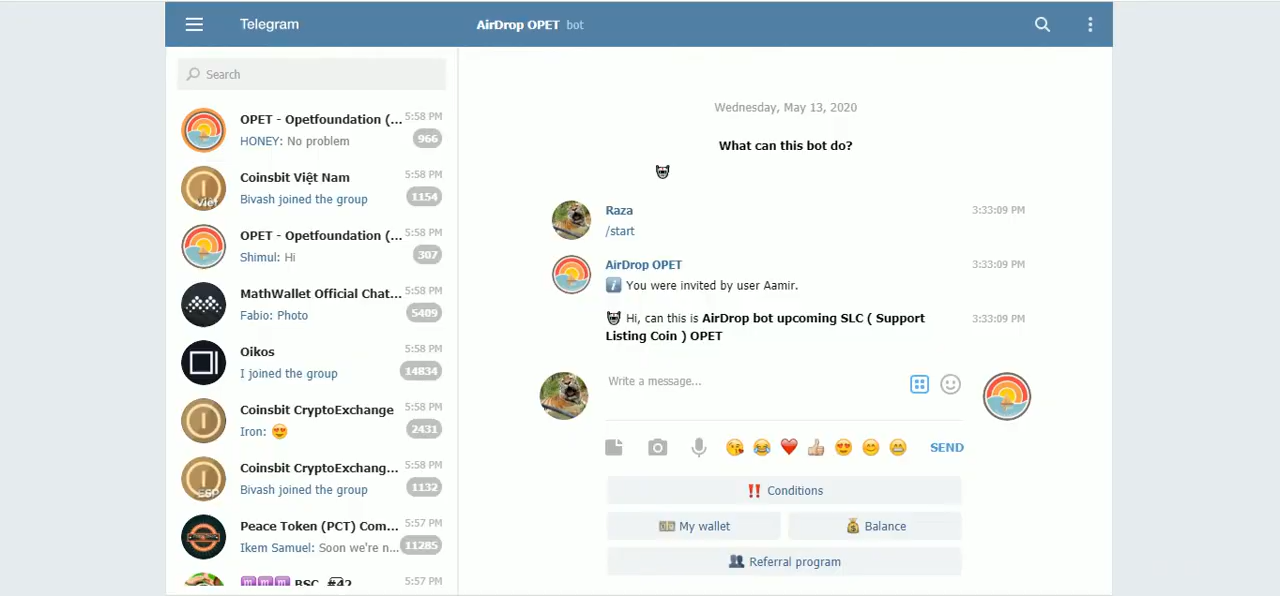 Telegram
AirDrop OPET bot
Search
OPET - Opetfoundation (... 5:58 PM
HONEY: No problem 966
Coinsbit Việt Nam 5:58 PM
Bivash joined the group 1154
OPET - Opetfoundation (... 5:58 PM
Shimul: Hi 307
MathWallet Official Chat... 5:58 PM
Fabio: Photo 5409
Oikos 5:58 PM
I joined the group 14834
Coinsbit CryptoExchange 5:58 PM
Iron: 😍 2431
Coinsbit CryptoExchang... 5:58 PM
Bivash joined the group 1132
Peace Token (PCT) Com... 5:57 PM
Ikem Samuel: Soon we're n... 11285
BSC #42 5:57 PM
Wednesday, May 13, 2020
What can this bot do?
Raza 3:33:09 PM
/start
AirDrop OPET 3:33:09 PM
You were invited by user Aamir.
Hi, can this is AirDrop bot upcoming SLC ( Support 3:33:09 PM
Listing Coin ) OPET
Write a message...
SEND
‼️ Conditions
💵 My wallet
💰 Balance
👥 Referral program